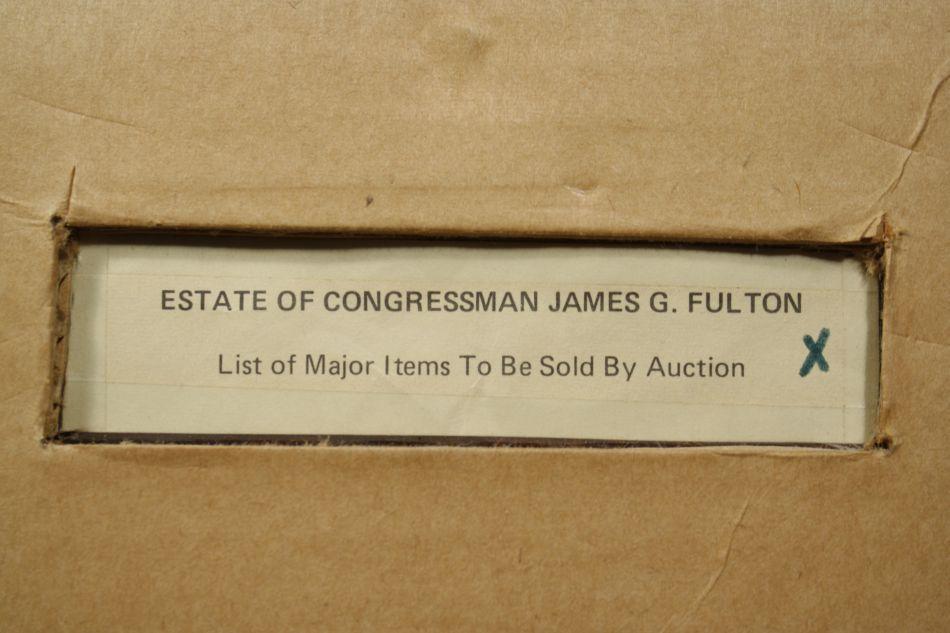 ESTATE OF CONGRESSMAN JAMES G. FULTON
List of Major Items To Be Sold By Auction
X